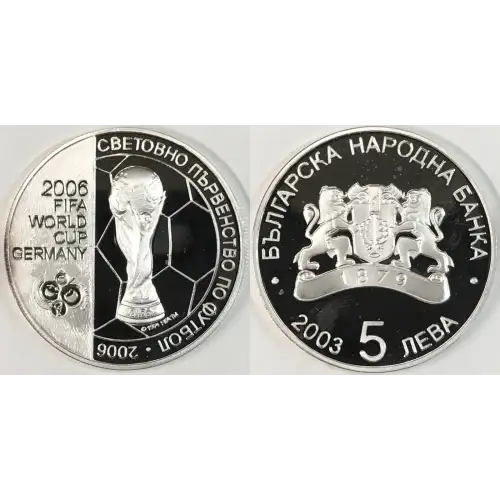 СВЕТОВНО ПЪРВЕНСТВО ПО ФУТБОЛ
· 2006
2006
FIFA
WORLD
CUP
GERMANY
БЪЛГАРСКА НАРОДНА БАНКА
1879
· 2003 5 ЛЕВА ·